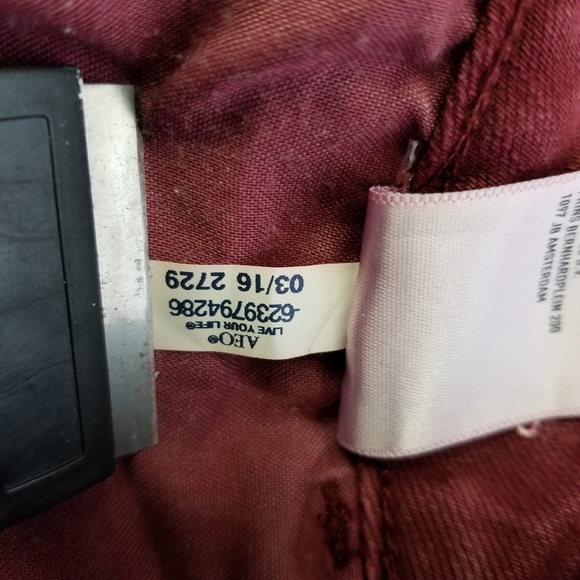 AEO®
LIVE YOUR LIFE®
6239794286
03/16 2729
BERNHARDPLEIN 200
1097 JB AMSTERDAM